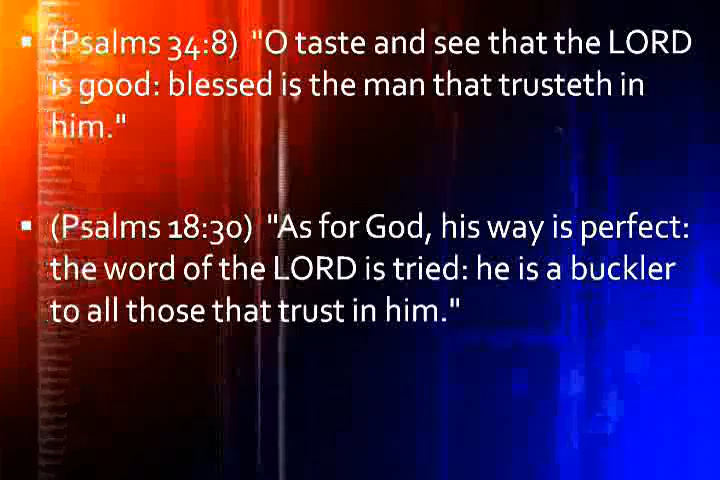 ▪ (Psalms 34:8) "O taste and see that the LORD
is good: blessed is the man that trusteth in
him."
▪ (Psalms 18:30) "As for God, his way is perfect:
the word of the LORD is tried: he is a buckler
to all those that trust in him."